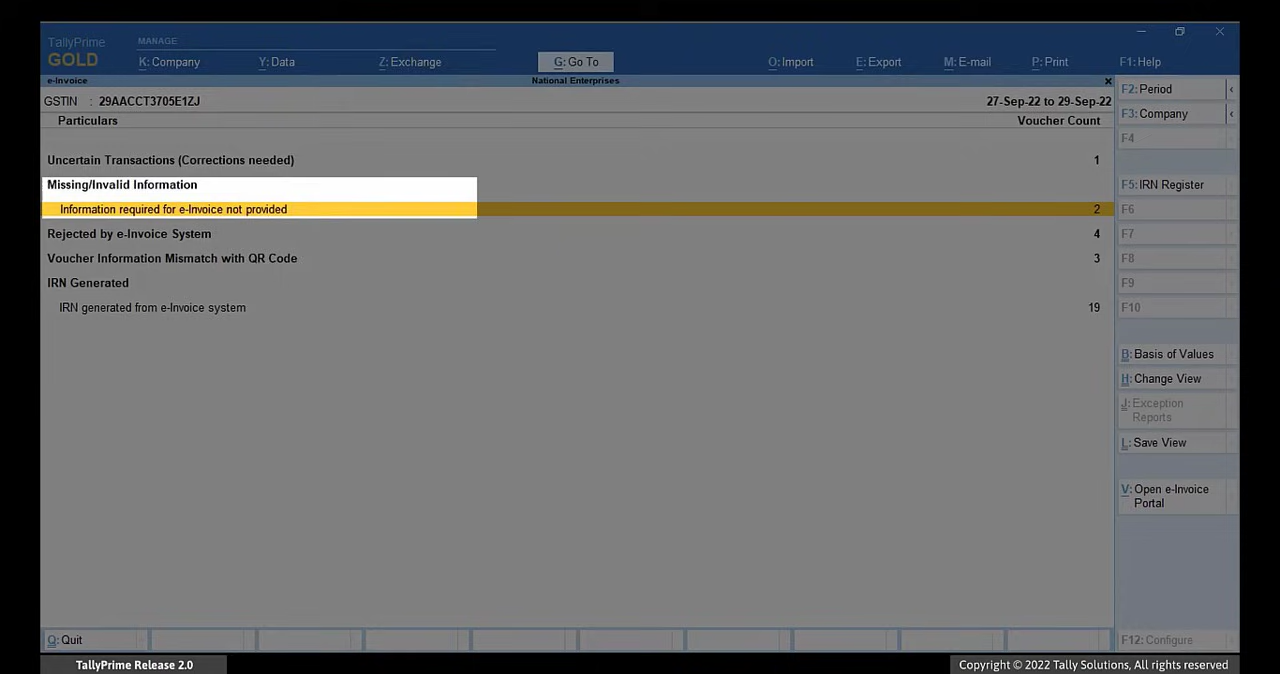 TallyPrime
GOLD
MANAGE
K: Company
Y: Data
Z: Exchange
G: Go To
O: Import
E: Export
M: E-mail
P: Print
F1: Help
e-Invoice
National Enterprises
GSTIN : 29AACCT3705E1ZJ
27-Sep-22 to 29-Sep-22
Particulars
Voucher Count
Uncertain Transactions (Corrections needed) 1
Missing/Invalid Information
Information required for e-Invoice not provided 2
Rejected by e-Invoice System 4
Voucher Information Mismatch with QR Code 3
IRN Generated
IRN generated from e-Invoice system 19
F2: Period
F3: Company
F4
F5: IRN Register
F6
F7
F8
F9
F10
B: Basis of Values
H: Change View
J: Exception
Reports
L: Save View
V: Open e-Invoice
Portal
Q: Quit
F12: Configure
TallyPrime Release 2.0
Copyright © 2022 Tally Solutions, All rights reserved